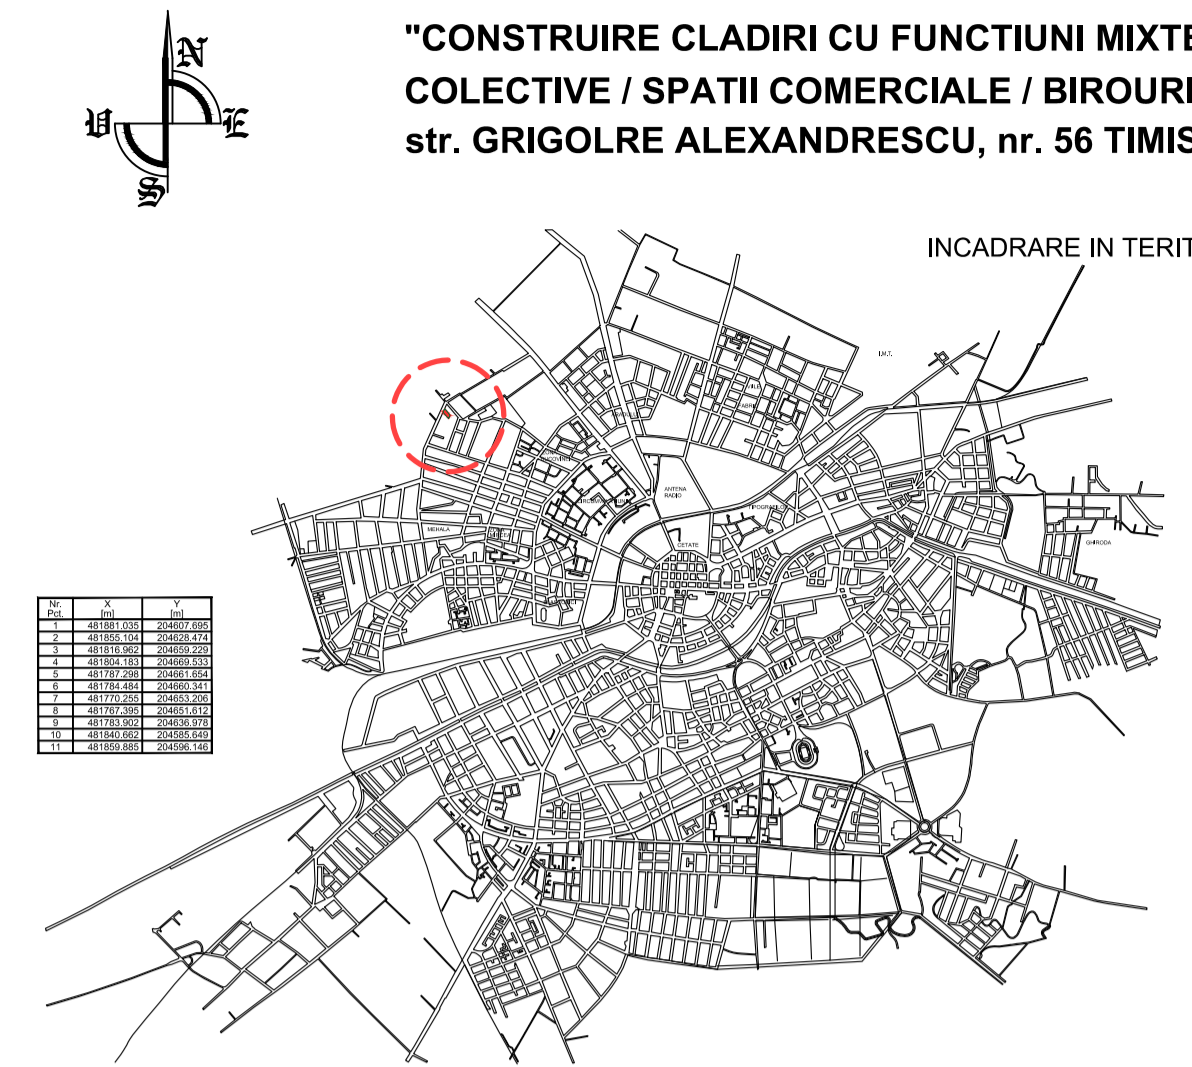 N
V
E
S
"CONSTRUIRE CLADIRI CU FUNCTIUNI MIXTE
COLECTIVE / SPATII COMERCIALE / BIROURI
str. GRIGOLRE ALEXANDRESCU, nr. 56 TIMIS
INCADRARE IN TERIT
I.M.T.
ANTENA
RADIO
CETATE
MEHALA
GHIRODA
Nr. Pct. X [m] Y [m]
1 481881.035 204607.695
2 481855.104 204628.474
3 481816.962 204659.229
4 481804.183 204669.533
5 481787.298 204661.654
6 481784.484 204660.341
7 481770.255 204653.206
8 481767.395 204651.612
9 481783.902 204636.978
10 481840.662 204585.649
11 481859.885 204596.146